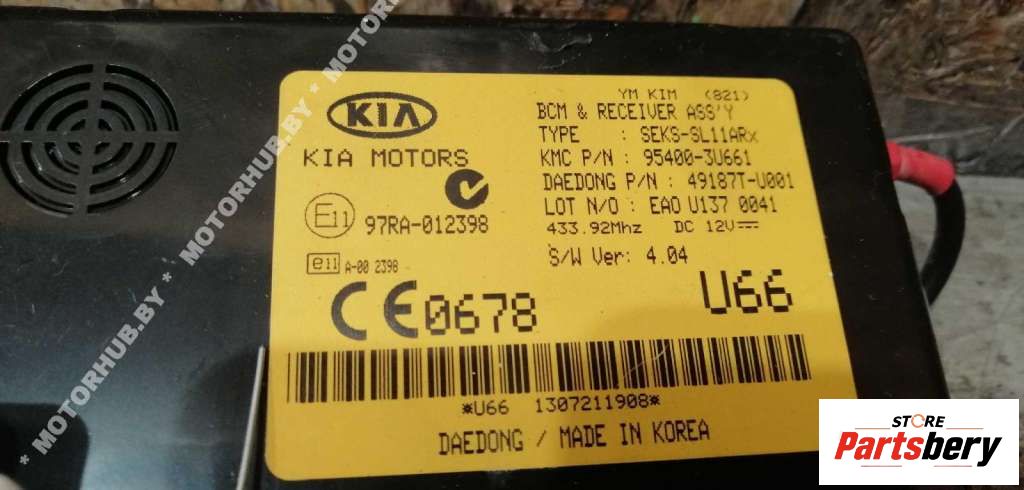 YM KIM (821)
KIA
KIA MOTORS
BCM & RECEIVER ASS'Y
TYPE : SEKS-SL11ARx
KMC P/N : 95400-3U661
DAEDONG P/N : 49187T-U001
LOT N/O : EAO U137 0041
433.92Mhz DC 12V
S/W Ver: 4.04
E11 97RA-012398
e11 A-00 2398
CE0678
U66
*U66 1307211908*
DAEDONG / MADE IN KOREA
* MOTORHUB.BY * MOTORHUB.BY * MOTORHUB.BY
STORE
Partsbery